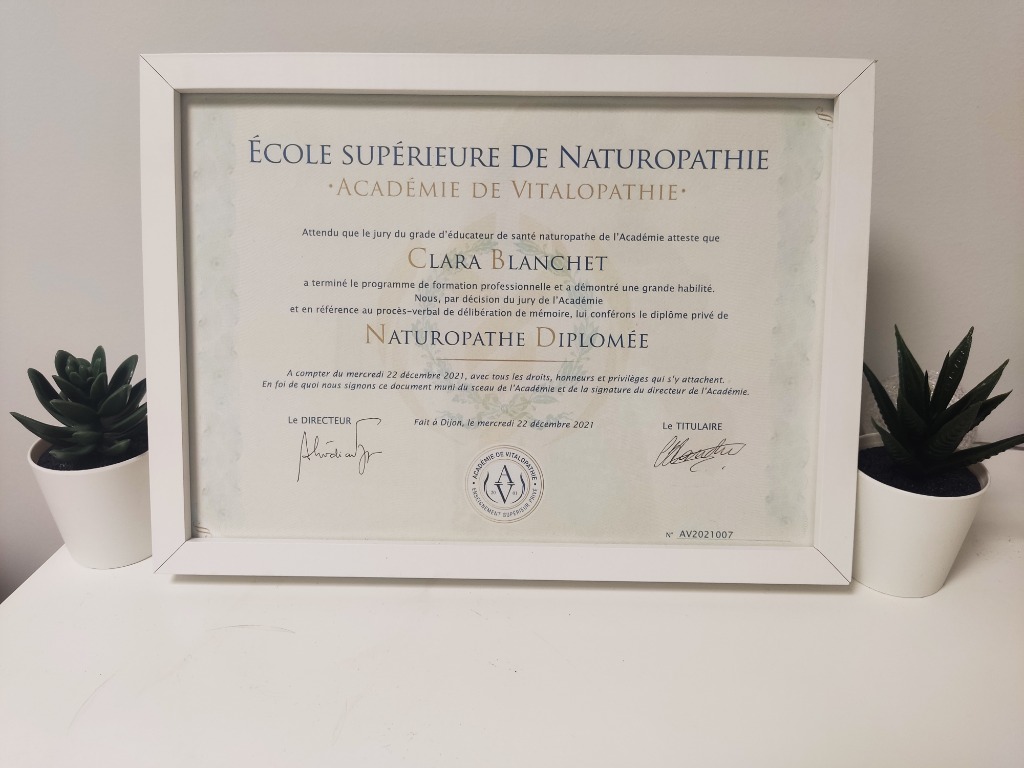 École supérieure De Naturopathie
·Académie de Vitalopathie·
Attendu que le jury du grade d'éducateur de santé naturopathe de l'Académie atteste que
Clara Blanchet
a terminé le programme de formation professionnelle et a démontré une grande habilité.
Nous, par décision du jury de l'Académie
et en référence au procès-verbal de délibération de mémoire, lui conférons le diplôme privé de
Naturopathe Diplomée
A compter du mercredi 22 décembre 2021, avec tous les droits, honneurs et privilèges qui s'y attachent.
En foi de quoi nous signons ce document muni du sceau de l'Académie et de la signature du directeur de l'Académie.
Le DIRECTEUR
Fait à Dijon, le mercredi 22 décembre 2021
Le TITULAIRE
• ACADÉMIE DE VITALOPATHIE •
AV
ENSEIGNEMENT SUPÉRIEUR PRIVÉ
N° AV2021007